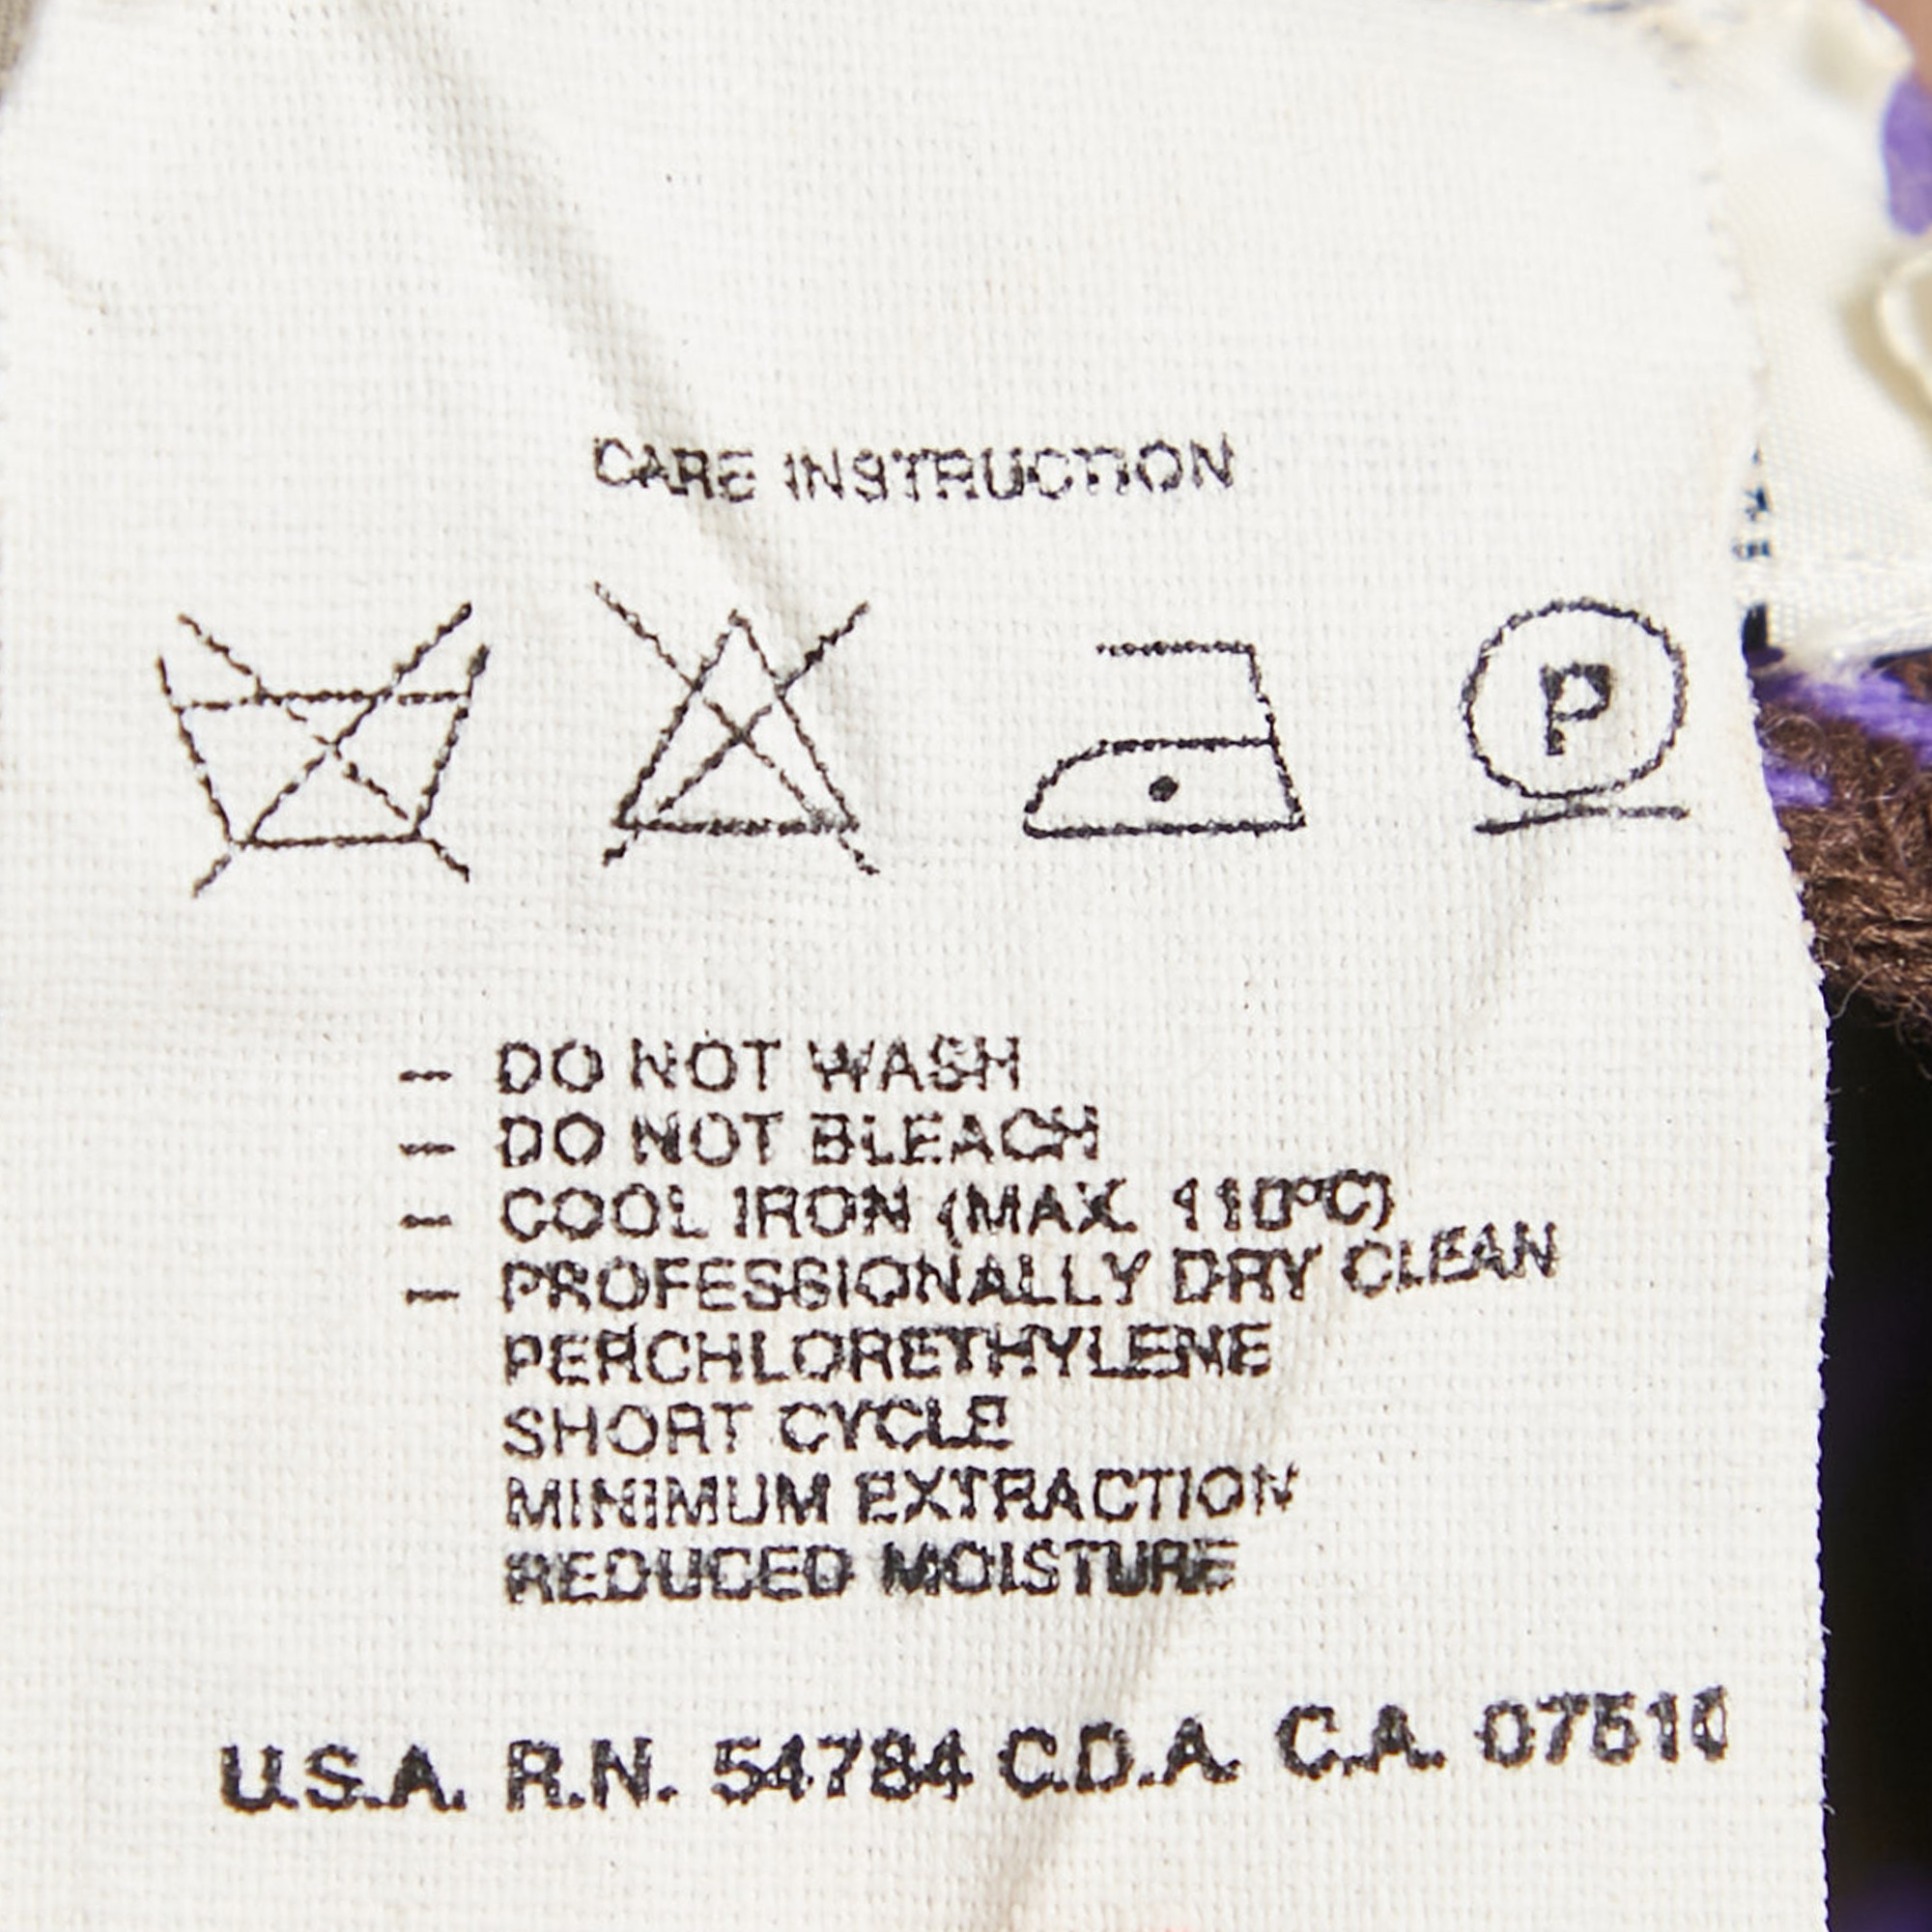 CARE INSTRUCTION
P
- DO NOT WASH
- DO NOT BLEACH
- COOL IRON (MAX. 110°C)
- PROFESSIONALLY DRY CLEAN
PERCHLORETHYLENE
SHORT CYCLE
MINIMUM EXTRACTION
REDUCED MOISTURE
U.S.A. R.N. 54784 C.D.A. C.A. 07510